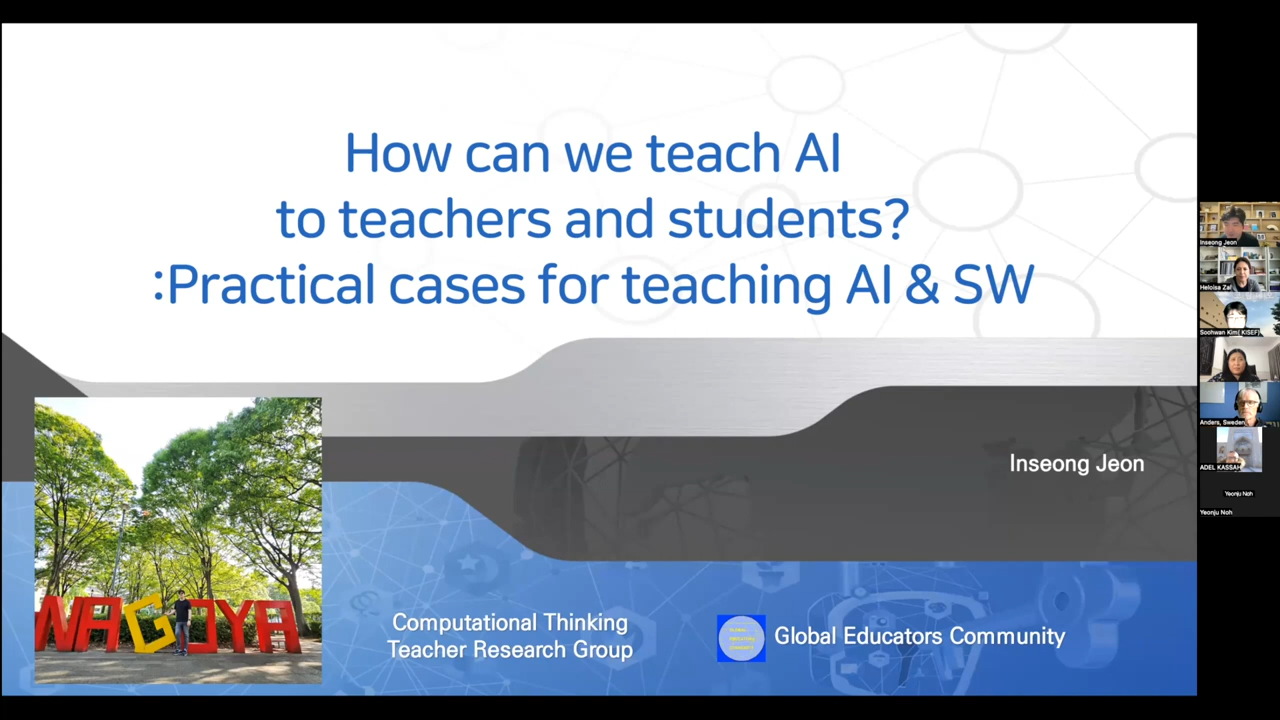 How can we teach AI
to teachers and students?
:Practical cases for teaching AI & SW
Inseong Jeon
NAGOYA
Computational Thinking
Teacher Research Group
Global Educators Community
Inseong Jeon
Heloisa Zal
Soohwan Kim( KISEF)
Anders, Sweden
ADEL KASSAH
Yeonju Noh
Yeonju Noh